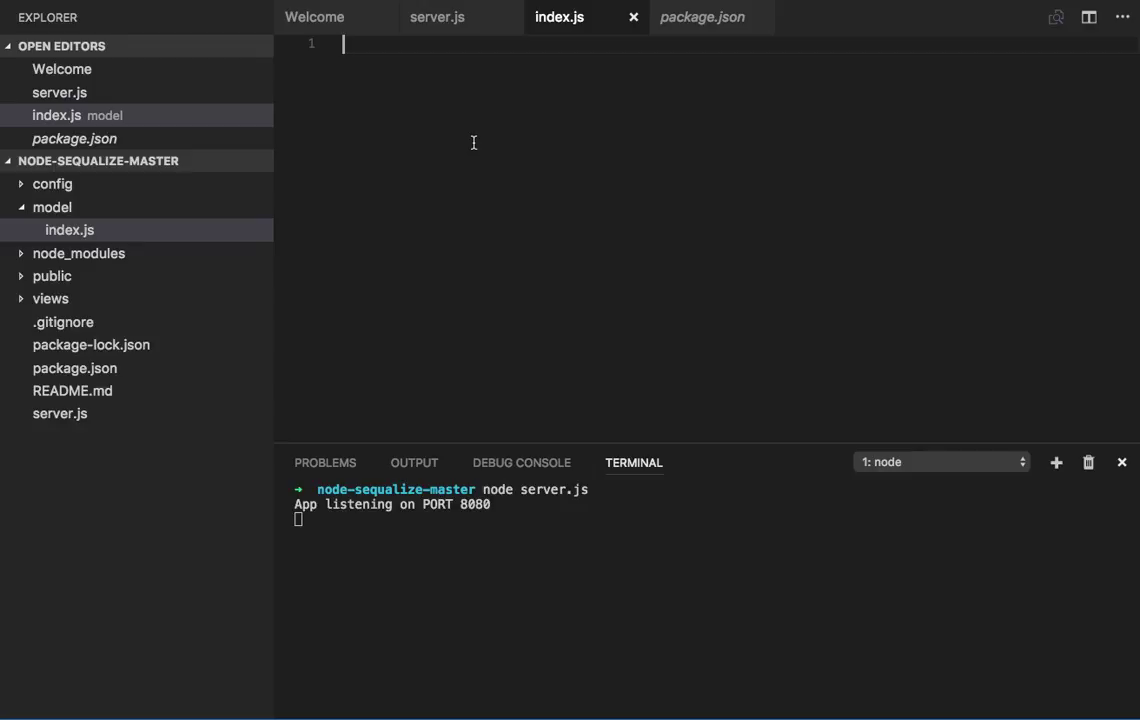 EXPLORER
OPEN EDITORS
Welcome
server.js
index.js model
package.json
NODE-SEQUALIZE-MASTER
config
model
index.js
node_modules
public
views
.gitignore
package-lock.json
package.json
README.md
server.js
Welcome server.js index.js × package.json
1
PROBLEMS OUTPUT DEBUG CONSOLE TERMINAL 1: node
➜ node-sequalize-master node server.js
App listening on PORT 8080